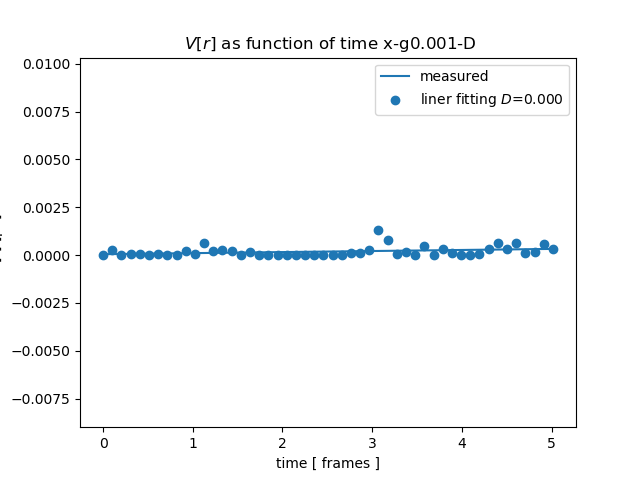 V[r] as function of time x-g0.001-D
measured
liner fitting D=0.000
0.0100
0.0075
0.0050
0.0025
0.0000
−0.0025
−0.0050
−0.0075
0 1 2 3 4 5
time [ frames ]